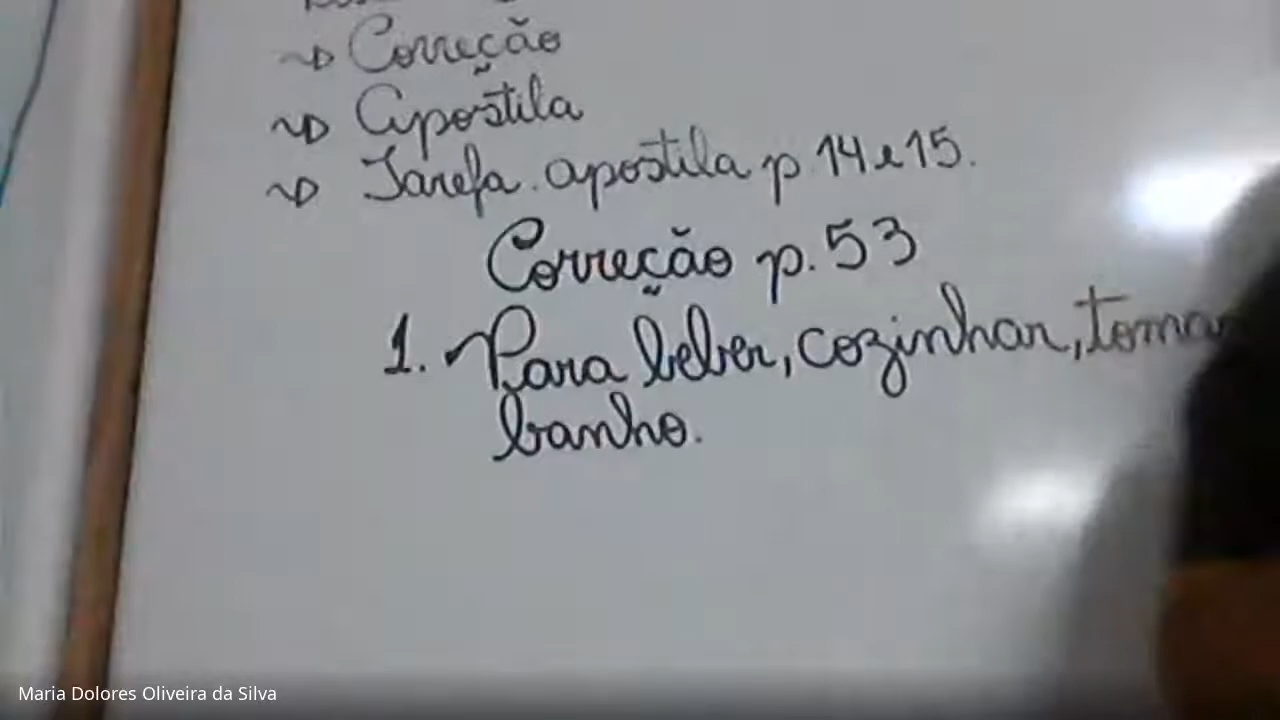 Correção
Apostila
Tarefa. apostila p 14 e 15.
Correção p. 53
1. Para beber, cozinhar, tomar
banho.
Maria Dolores Oliveira da Silva